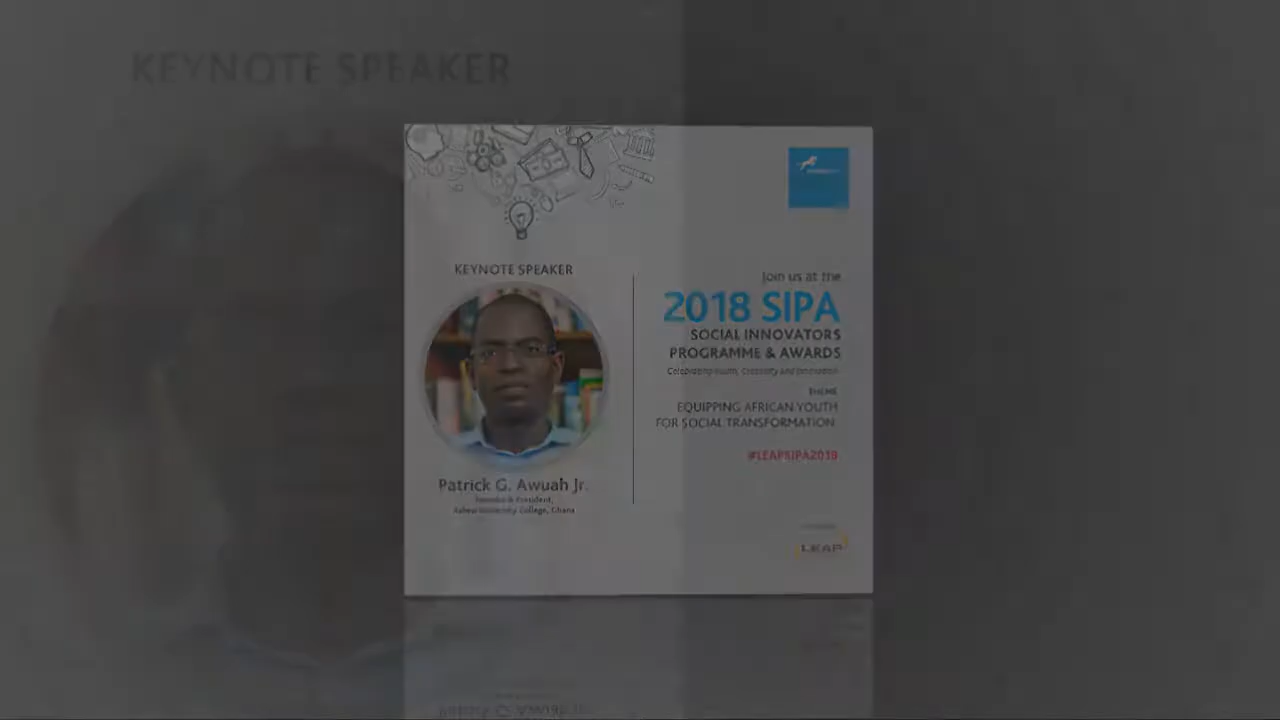 KEYNOTE SPEAKER
KEYNOTE SPEAKER
Patrick G. Awuah Jr.
Founder & President,
Ashesi University College, Ghana
Join us at the
2018 SIPA
SOCIAL INNOVATORS
PROGRAMME & AWARDS
Celebrating Youth, Creativity and Innovation
THEME
EQUIPPING AFRICAN YOUTH
FOR SOCIAL TRANSFORMATION
#LEAPSIPA2018
LEAP